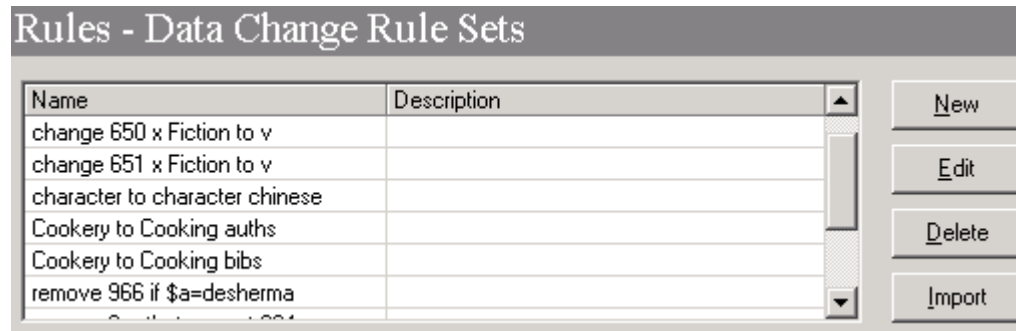 Rules - Data Change Rule Sets
Name Description
change 650 x Fiction to v
change 651 x Fiction to v
character to character chinese
Cookery to Cooking auths
Cookery to Cooking bibs
remove 966 if $a=desherma
New
Edit
Delete
Import